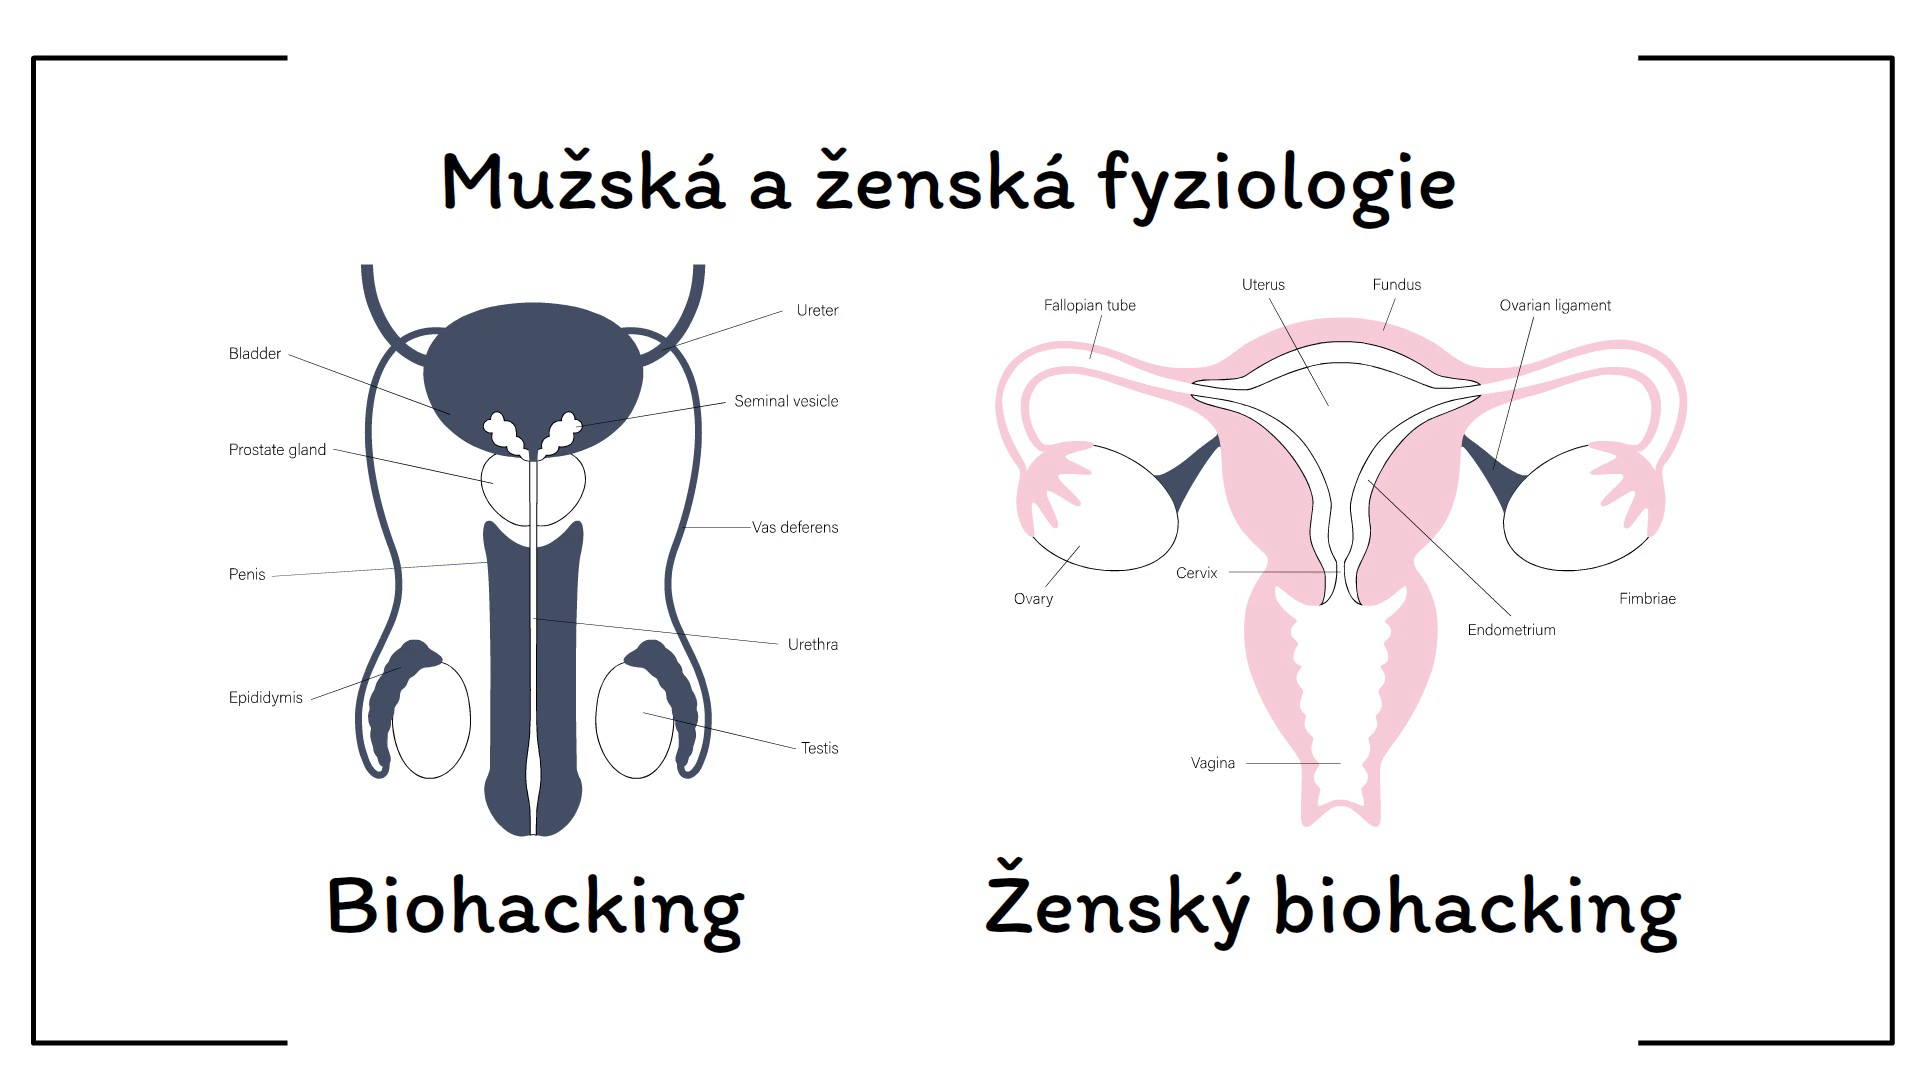 Mužská a ženská fyziologie
Ureter
Bladder
Seminal vesicle
Prostate gland
Vas deferens
Penis
Urethra
Epididymis
Testis
Uterus
Fundus
Fallopian tube
Ovarian ligament
Cervix
Ovary
Fimbriae
Endometrium
Vagina
Biohacking
Ženský biohacking